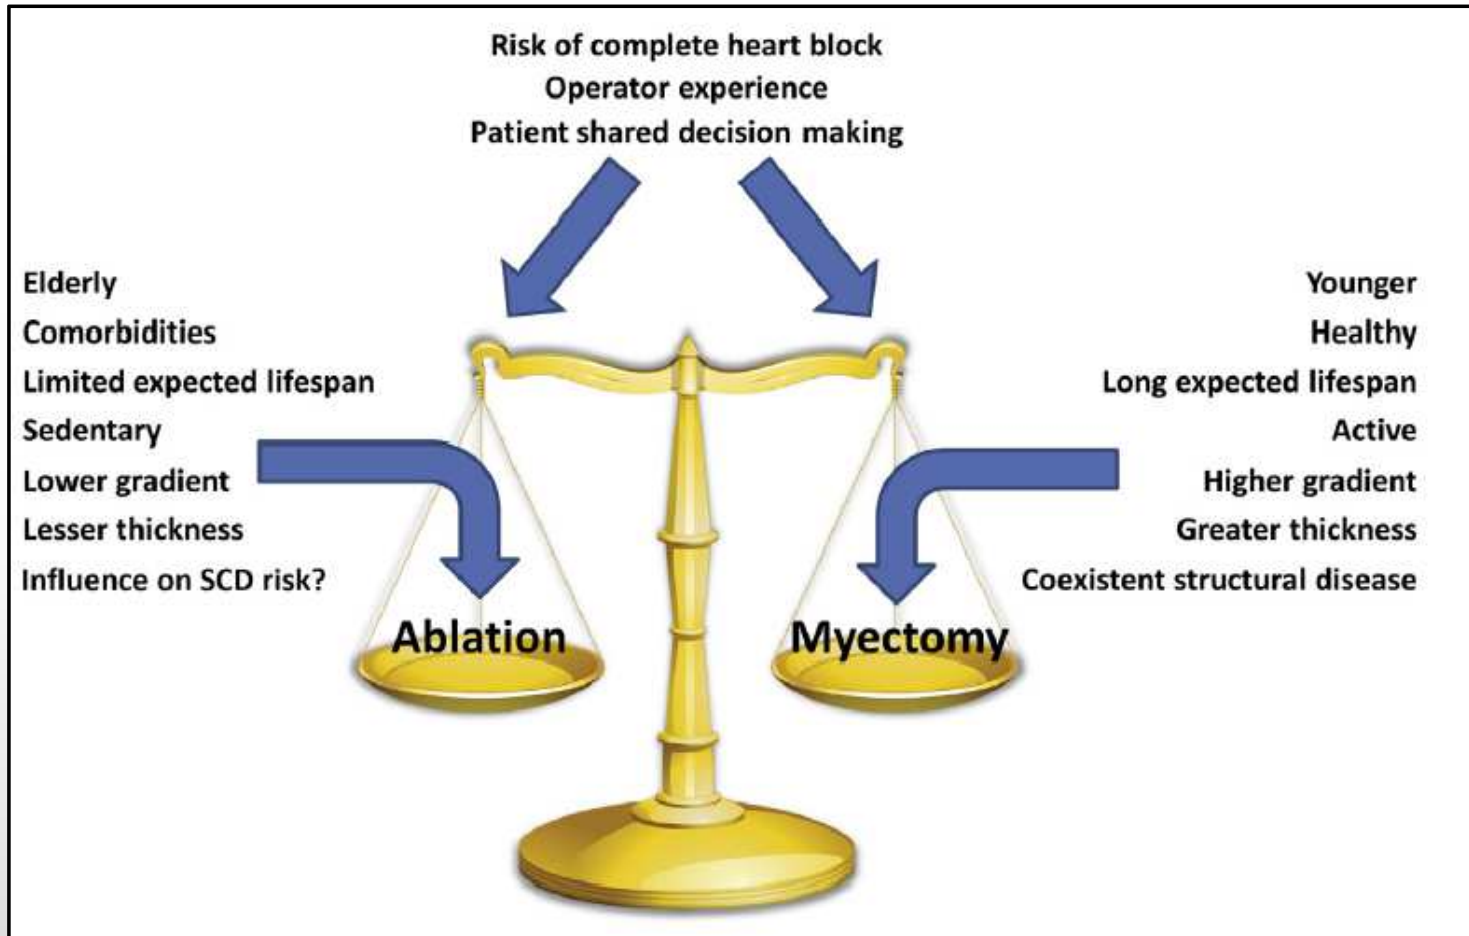 Risk of complete heart block
Operator experience
Patient shared decision making
Elderly
Comorbidities
Limited expected lifespan
Sedentary
Lower gradient
Lesser thickness
Influence on SCD risk?
Younger
Healthy
Long expected lifespan
Active
Higher gradient
Greater thickness
Coexistent structural disease
Ablation
Myectomy